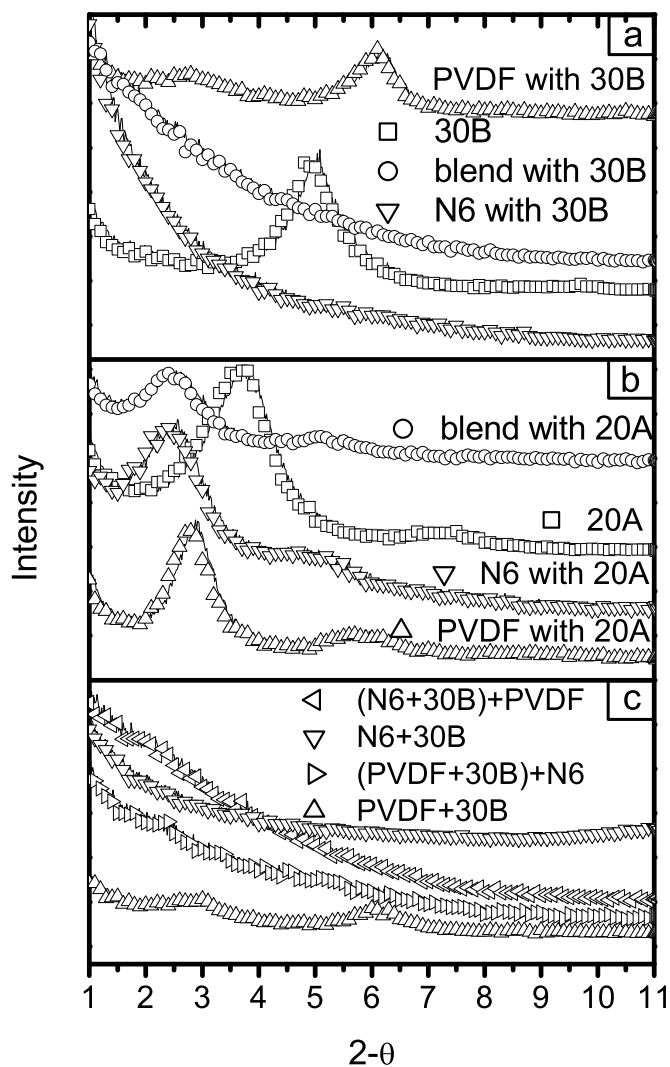 a
PVDF with 30B
30B
blend with 30B
N6 with 30B
b
blend with 20A
20A
N6 with 20A
PVDF with 20A
c
(N6+30B)+PVDF
N6+30B
(PVDF+30B)+N6
PVDF+30B
Intensity
1 2 3 4 5 6 7 8 9 10 11
2-θ